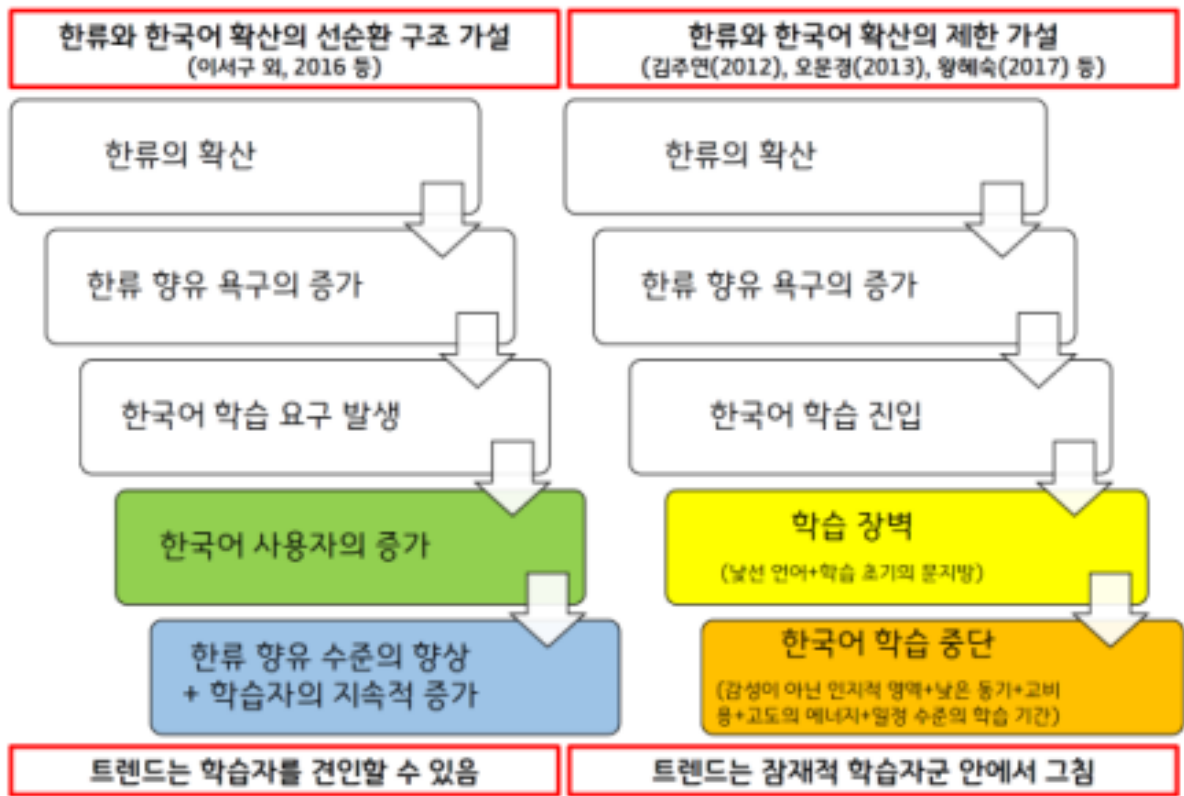 한류와 한국어 확산의 선순환 구조 가설
(이서구 외, 2016 등)
한류의 확산
한류 향유 욕구의 증가
한국어 학습 요구 발생
한국어 사용자의 증가
한류 향유 수준의 향상
+ 학습자의 지속적 증가
트렌드는 학습자를 견인할 수 있음
한류와 한국어 확산의 제한 가설
(김주연(2012), 오문경(2013), 왕혜숙(2017) 등)
한류의 확산
한류 향유 욕구의 증가
한국어 학습 진입
학습 장벽
(낯선 언어+학습 초기의 문지방)
한국어 학습 중단
(감성이 아닌 인지적 영역+낮은 동기+고비
용+고도의 에너지+일정 수준의 학습 기간)
트렌드는 잠재적 학습자군 안에서 그침